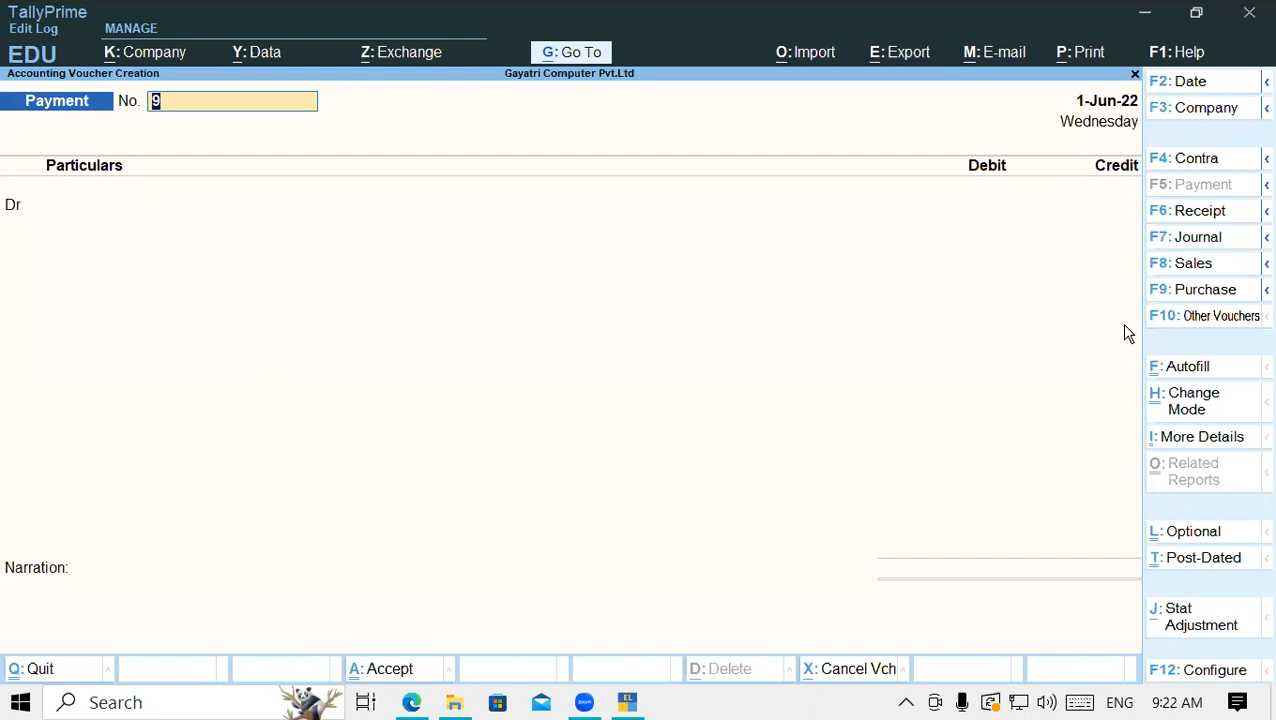 TallyPrime
Edit Log
MANAGE
EDU
K: Company
Y: Data
Z: Exchange
G: Go To
O: Import
E: Export
M: E-mail
P: Print
F1: Help
Accounting Voucher Creation
Gayatri Computer Pvt.Ltd
Payment
No.
9
1-Jun-22
Wednesday
Particulars
Debit
Credit
Dr
Narration:
F2: Date
F3: Company
F4: Contra
F5: Payment
F6: Receipt
F7: Journal
F8: Sales
F9: Purchase
F10: Other Vouchers
F: Autofill
H: Change
Mode
I: More Details
O: Related
Reports
L: Optional
T: Post-Dated
J: Stat
Adjustment
F12: Configure
Q: Quit
A: Accept
D: Delete
X: Cancel Vch
Search
zoom
EL
ENG
9:22 AM